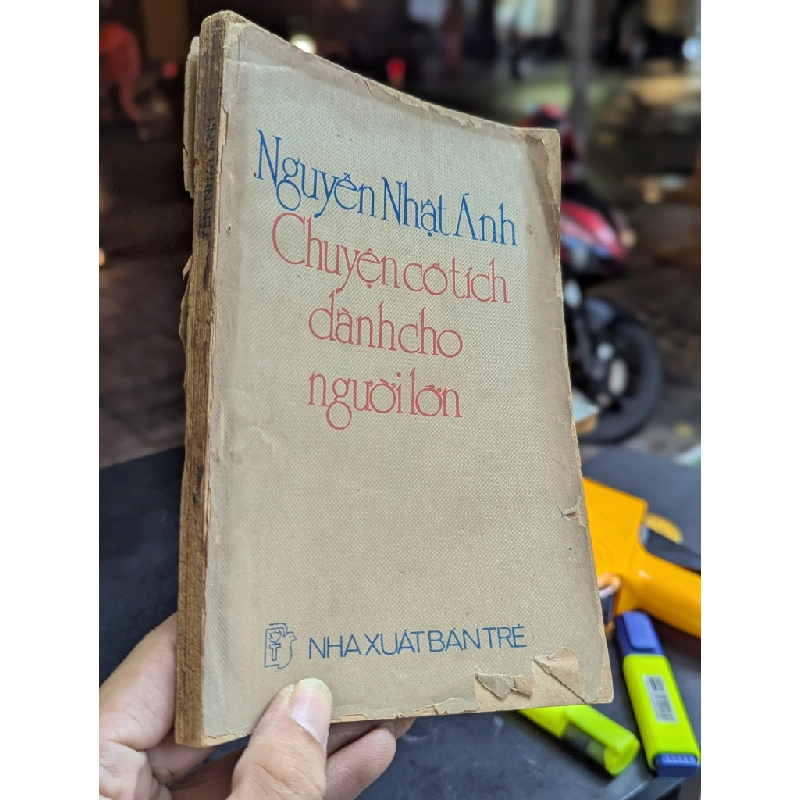 Nguyễn Nhật Ánh
Chuyện cổ tích
dành cho
người lớn
NHÀ XUẤT BẢN TRẺ